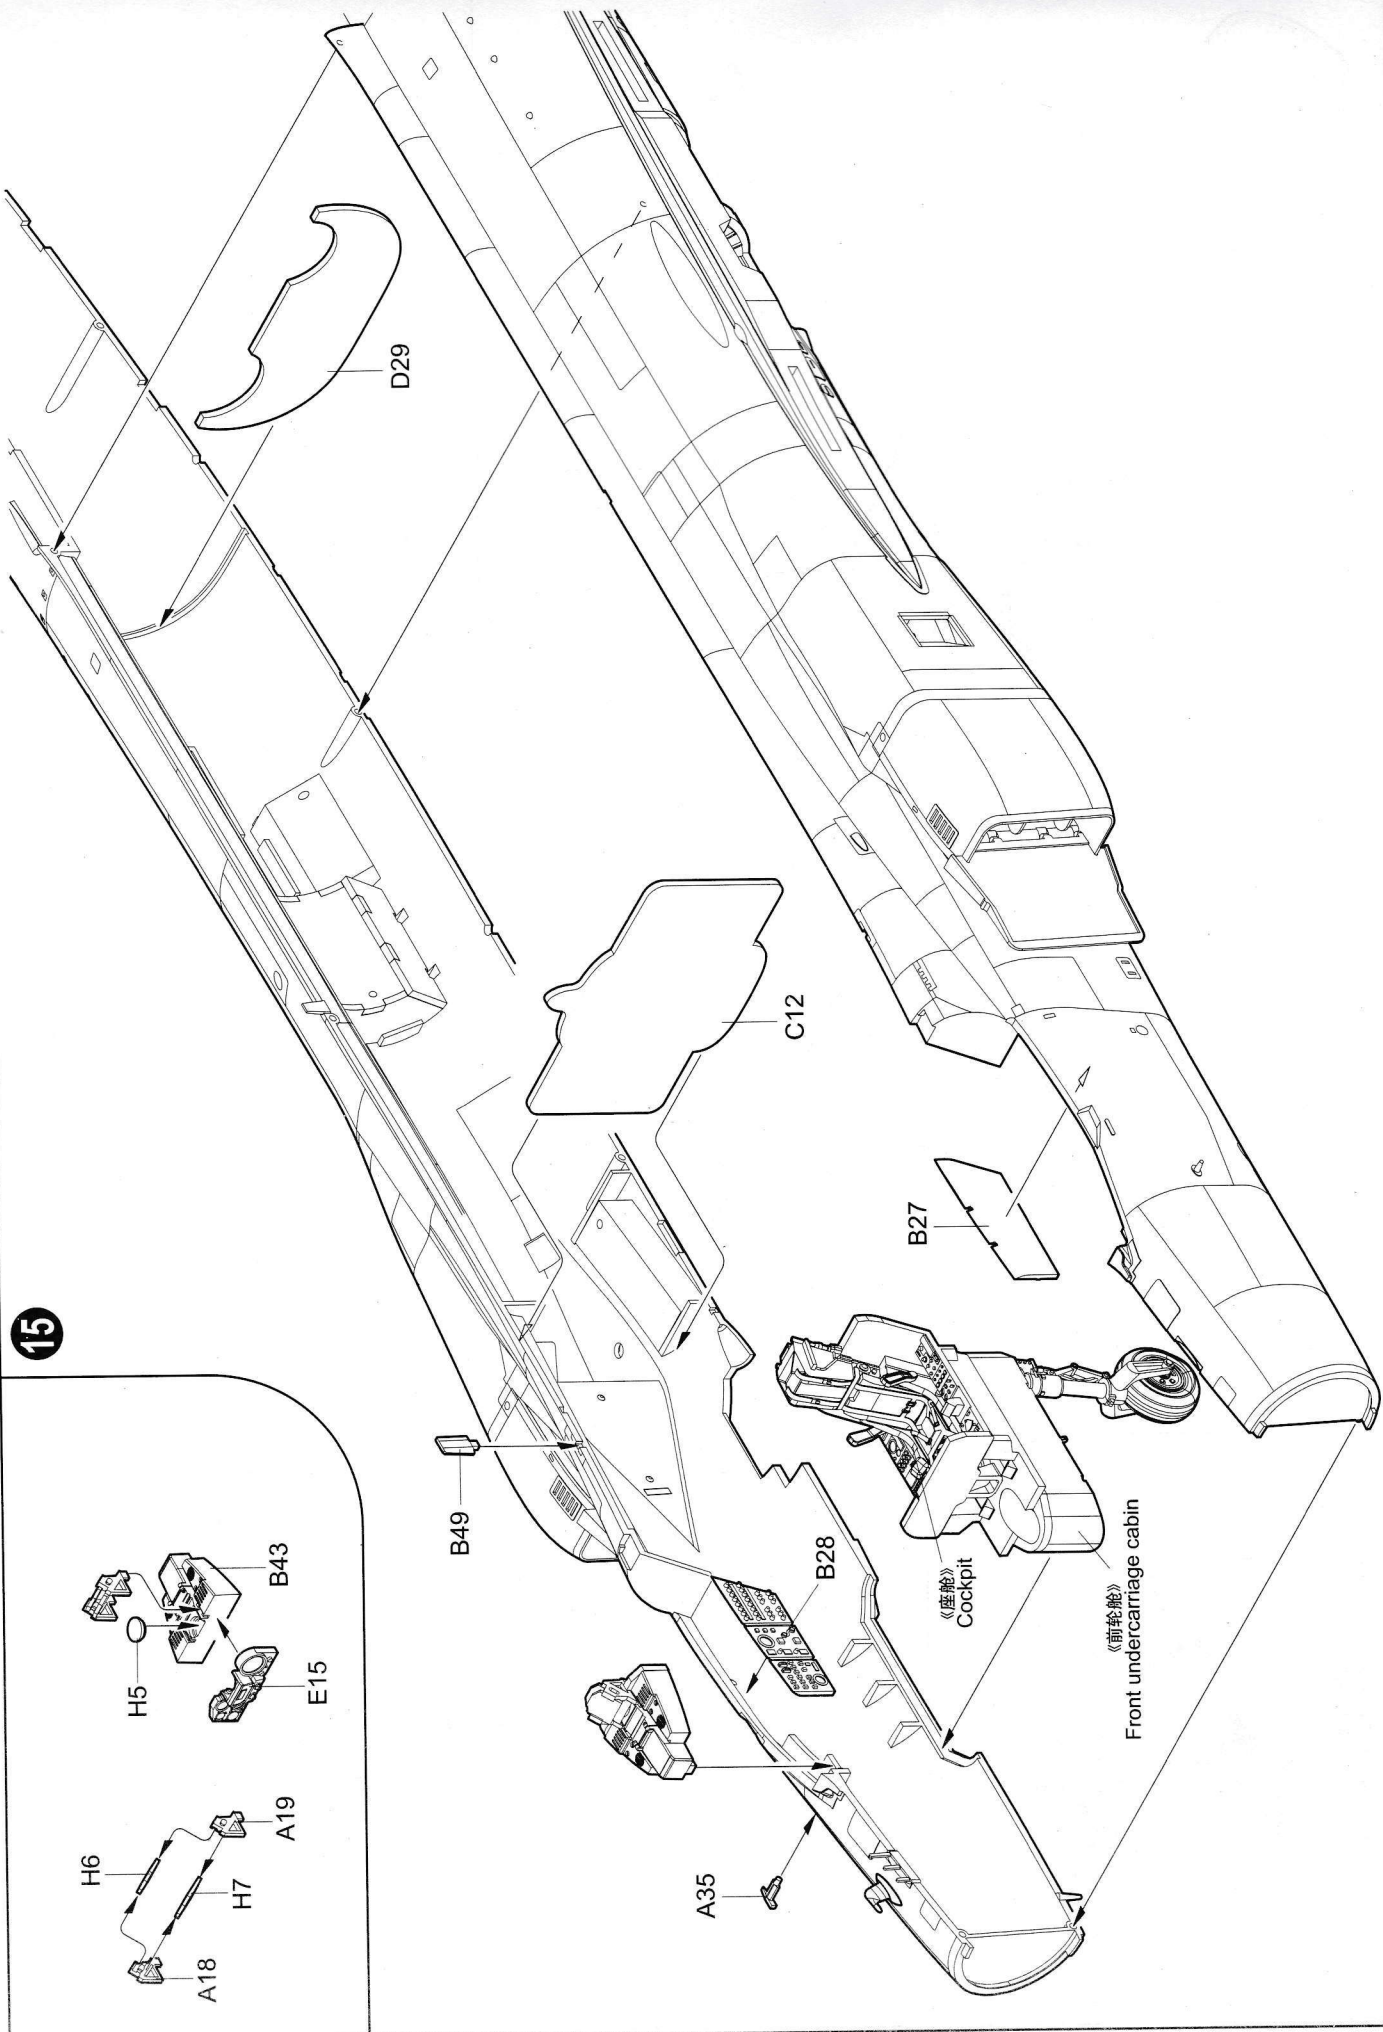 15
H6
A18
H7
A19
H5
E15
B43
D29
B49
C12
B28
A35
B27
《座舱》
Cockpit
《前轮舱》
Front undercarriage cabin